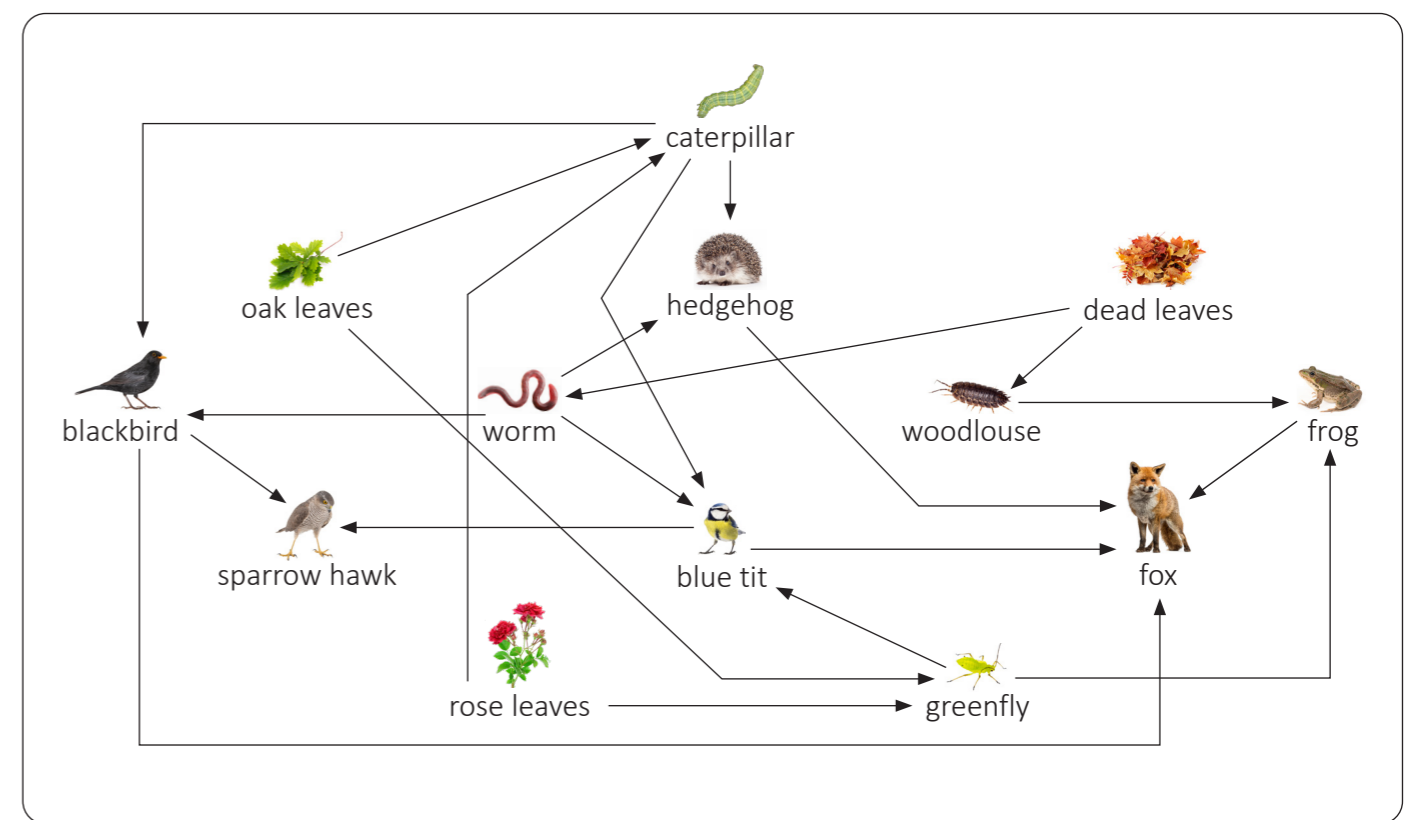 caterpillar
oak leaves
hedgehog
dead leaves
blackbird
worm
woodlouse
frog
sparrow hawk
blue tit
fox
rose leaves
greenfly